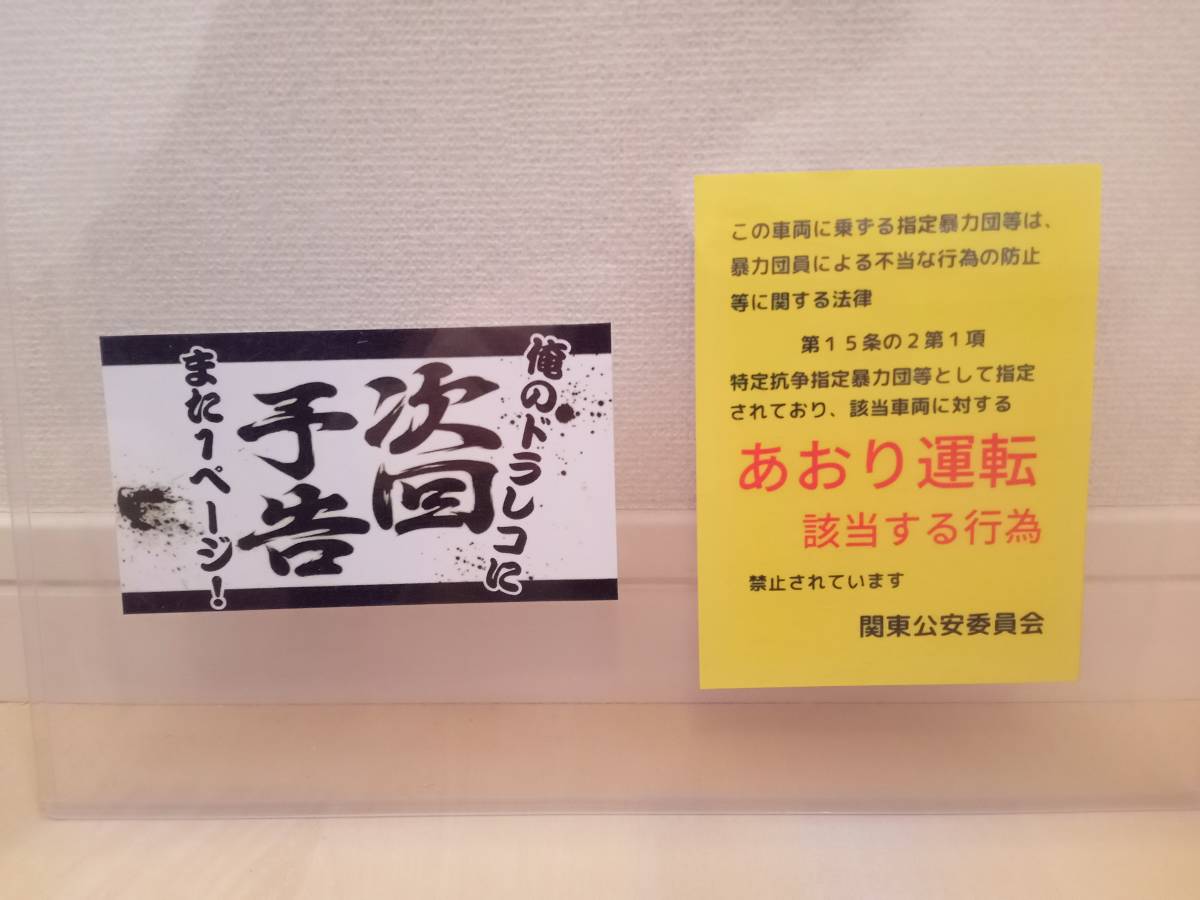 俺のドラレコに
次回
予告
また1ページ!
この車両に乗ずる指定暴力団等は、
暴力団員による不当な行為の防止
等に関する法律
第15条の2第1項
特定抗争指定暴力団等として指定
されており、該当車両に対する
あおり運転
該当する行為
禁止されています
関東公安委員会